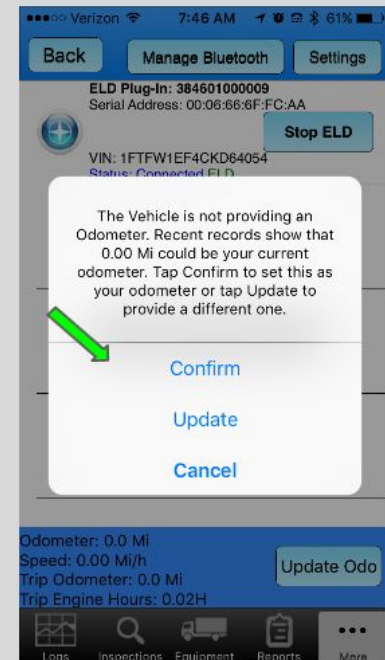 Verizon 7:46 AM 61%
Back Manage Bluetooth Settings
ELD Plug-In: 384601000009
Serial Address: 00:06:66:6F:FC:AA
Stop ELD
VIN: 1FTFW1EF4CKD64054
Status: Connected ELD
The Vehicle is not providing an
Odometer. Recent records show that
0.00 Mi could be your current
odometer. Tap Confirm to set this as
your odometer or tap Update to
provide a different one.
Confirm
Update
Cancel
Odometer: 0.0 Mi
Speed: 0.00 Mi/h
Update Odo
Trip Odometer: 0.0 Mi
Trip Engine Hours: 0.02H
Logs Inspections Equipment Reports More